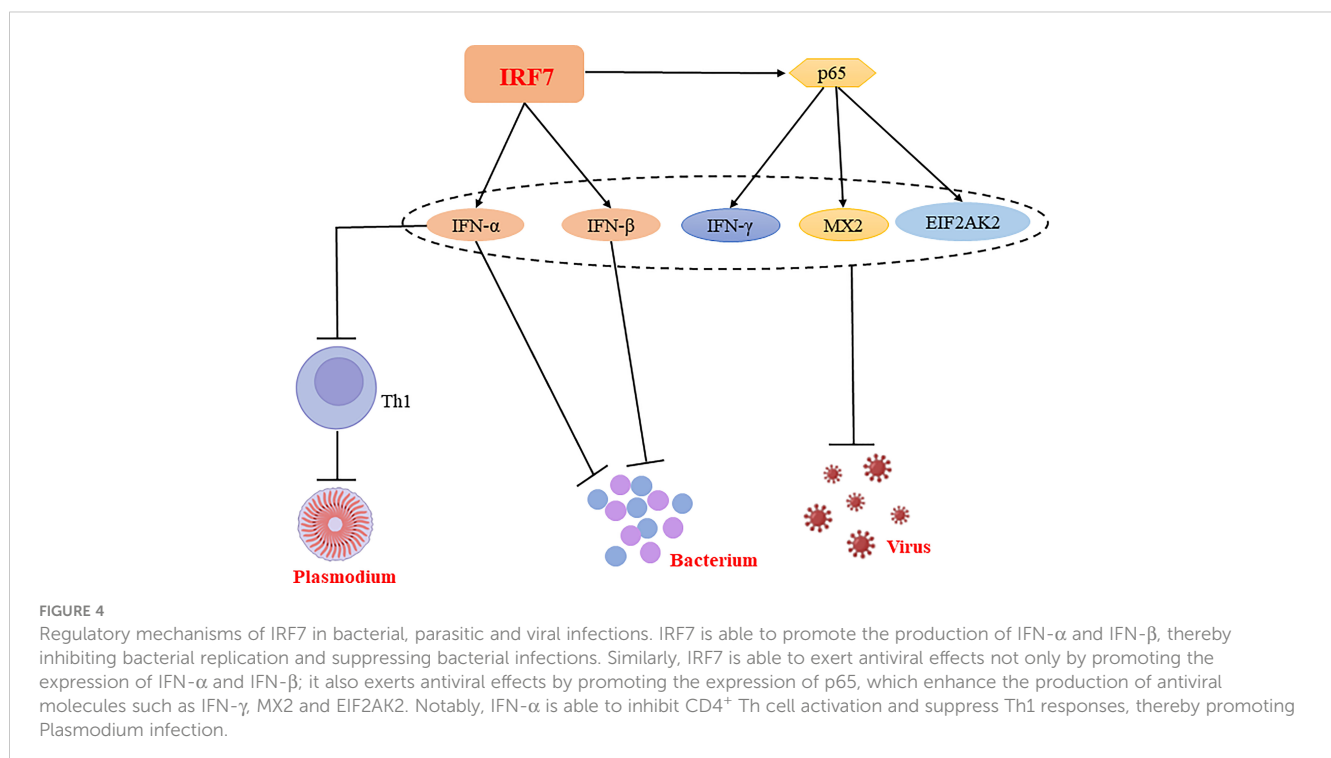 IRF7
p65
IFN-α
IFN-β
IFN-γ
MX2
EIF2AK2
Th1
Plasmodium
Bacterium
Virus
FIGURE 4
Regulatory mechanisms of IRF7 in bacterial, parasitic and viral infections. IRF7 is able to promote the production of IFN-α and IFN-β, thereby
inhibiting bacterial replication and suppressing bacterial infections. Similarly, IRF7 is able to exert antiviral effects not only by promoting the
expression of IFN-α and IFN-β; it also exerts antiviral effects by promoting the expression of p65, which enhance the production of antiviral
molecules such as IFN-γ, MX2 and EIF2AK2. Notably, IFN-α is able to inhibit CD4⁺ Th cell activation and suppress Th1 responses, thereby promoting
Plasmodium infection.